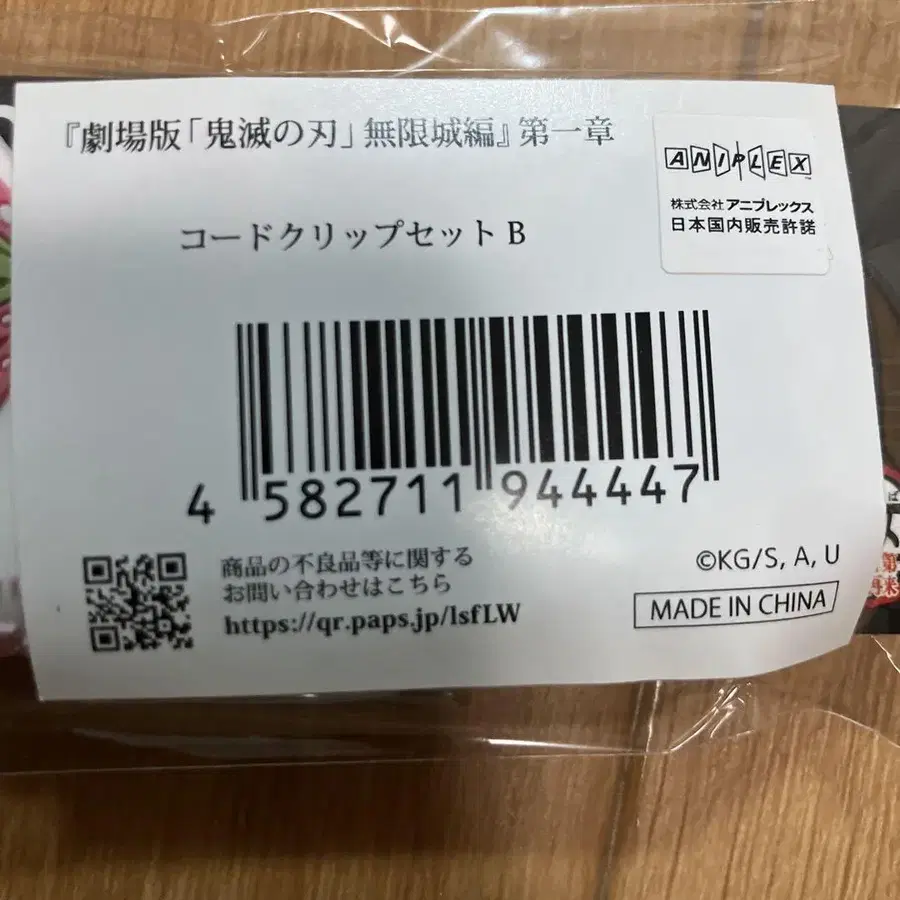 『劇場版「鬼滅の刃」無限城編』第一章
コードクリップセット B
ANIPLEX
株式会社 アニプレックス
日本国内販売許諾
4 582711 944447
商品の不良品等に関する
お問い合わせはこちら
https://qr.paps.jp/lsfLW
©KG/S, A, U
MADE IN CHINA